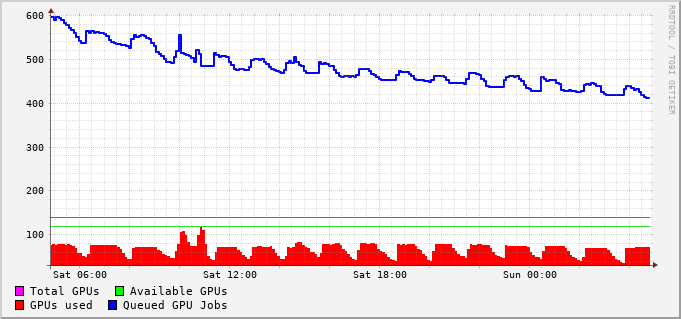 600
500
400
300
200
100
Sat 06:00 Sat 12:00 Sat 18:00 Sun 00:00
Total GPUs Available GPUs
GPUs used Queued GPU Jobs
RRDTOOL / TOBI OETIKER